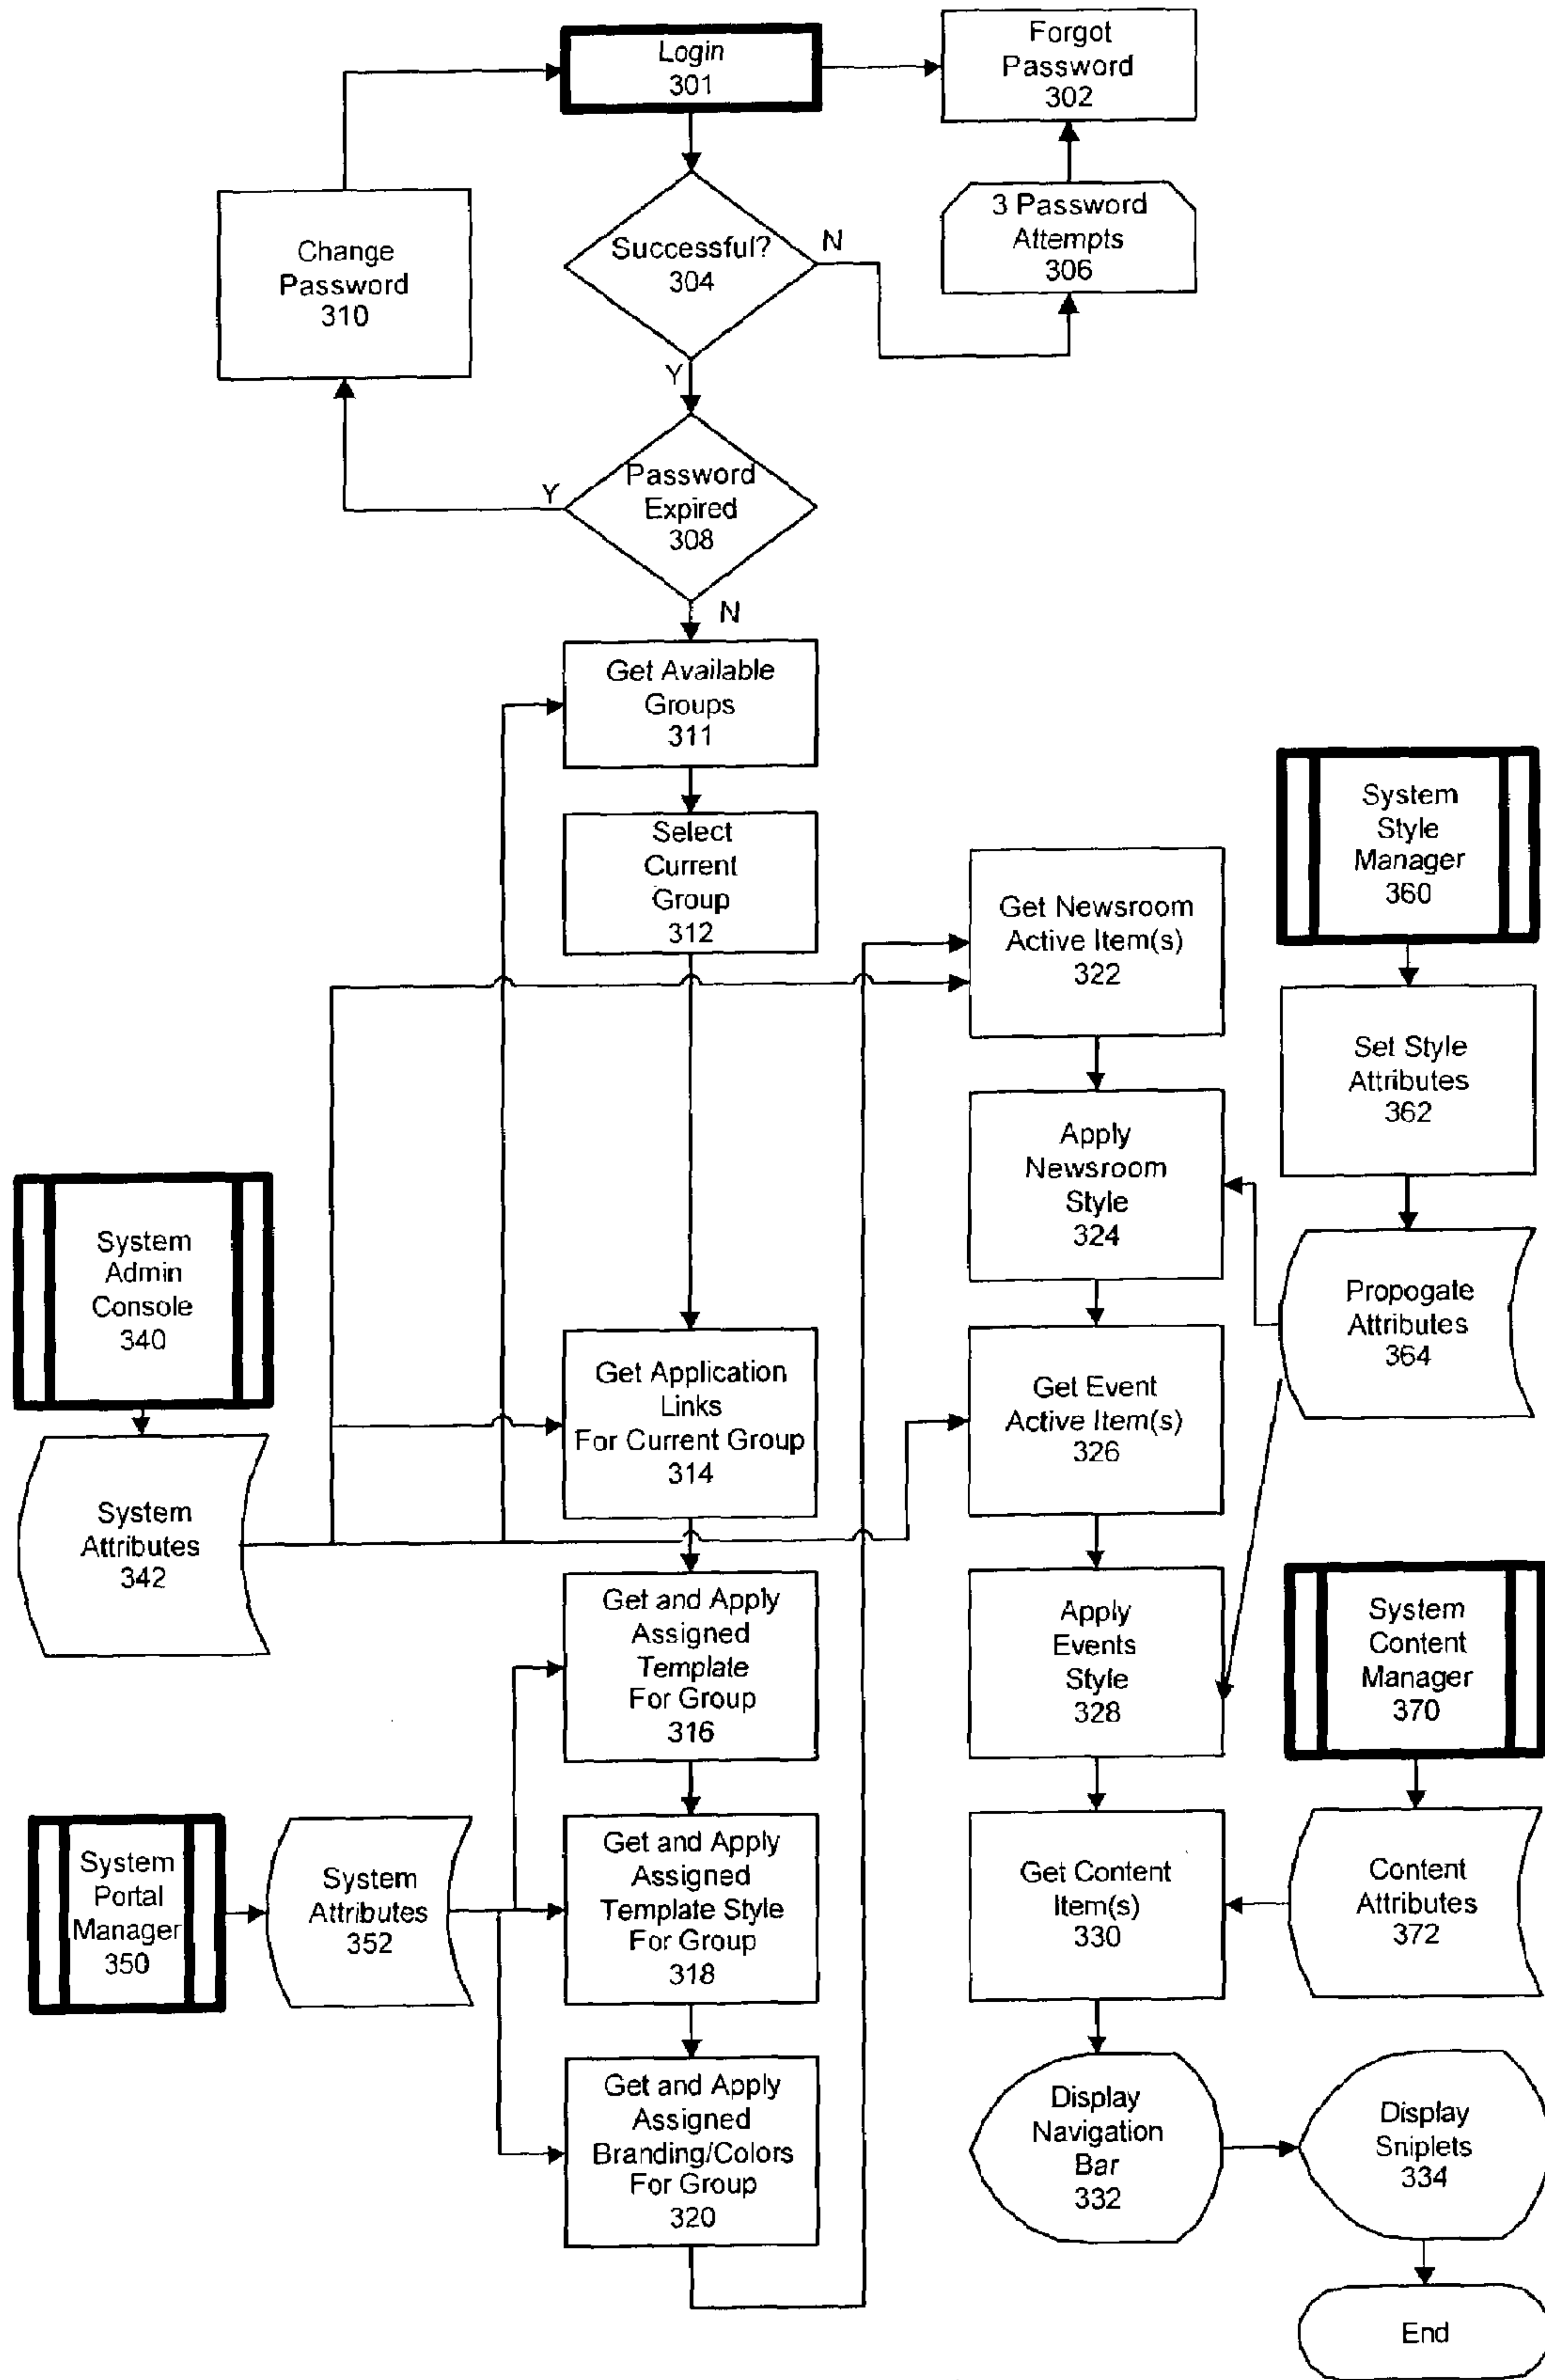 Login
301
Forgot
Password
302
3 Password
Attempts
306
Successful?
304
N
Y
Change
Password
310
Password
Expired
308
Y
N
Get Available
Groups
311
Select
Current
Group
312
Get Application
Links
For Current Group
314
Get and Apply
Assigned
Template
For Group
316
Get and Apply
Assigned
Template Style
For Group
318
Get and Apply
Assigned
Branding/Colors
For Group
320
System
Admin
Console
340
System
Attributes
342
System
Portal
Manager
350
System
Attributes
352
Get Newsroom
Active Item(s)
322
Apply
Newsroom
Style
324
Get Event
Active Item(s)
326
Apply
Events
Style
328
Get Content
Item(s)
330
Display
Navigation
Bar
332
System
Style
Manager
360
Set Style
Attributes
362
Propogate
Attributes
364
System
Content
Manager
370
Content
Attributes
372
Display
Sniplets
334
End